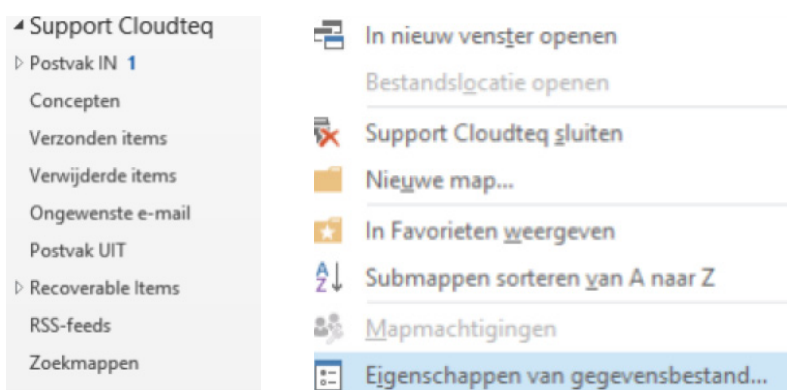 Support Cloudteq
Postvak IN 1
Concepten
Verzonden items
Verwijderde items
Ongewenste e-mail
Postvak UIT
Recoverable Items
RSS-feeds
Zoekmappen
In nieuw venster openen
Bestandslocatie openen
Support Cloudteq sluiten
Nieuwe map...
In Favorieten weergeven
A
Z
Submappen sorteren van A naar Z
Mapmachtigingen
Eigenschappen van gegevensbestand...